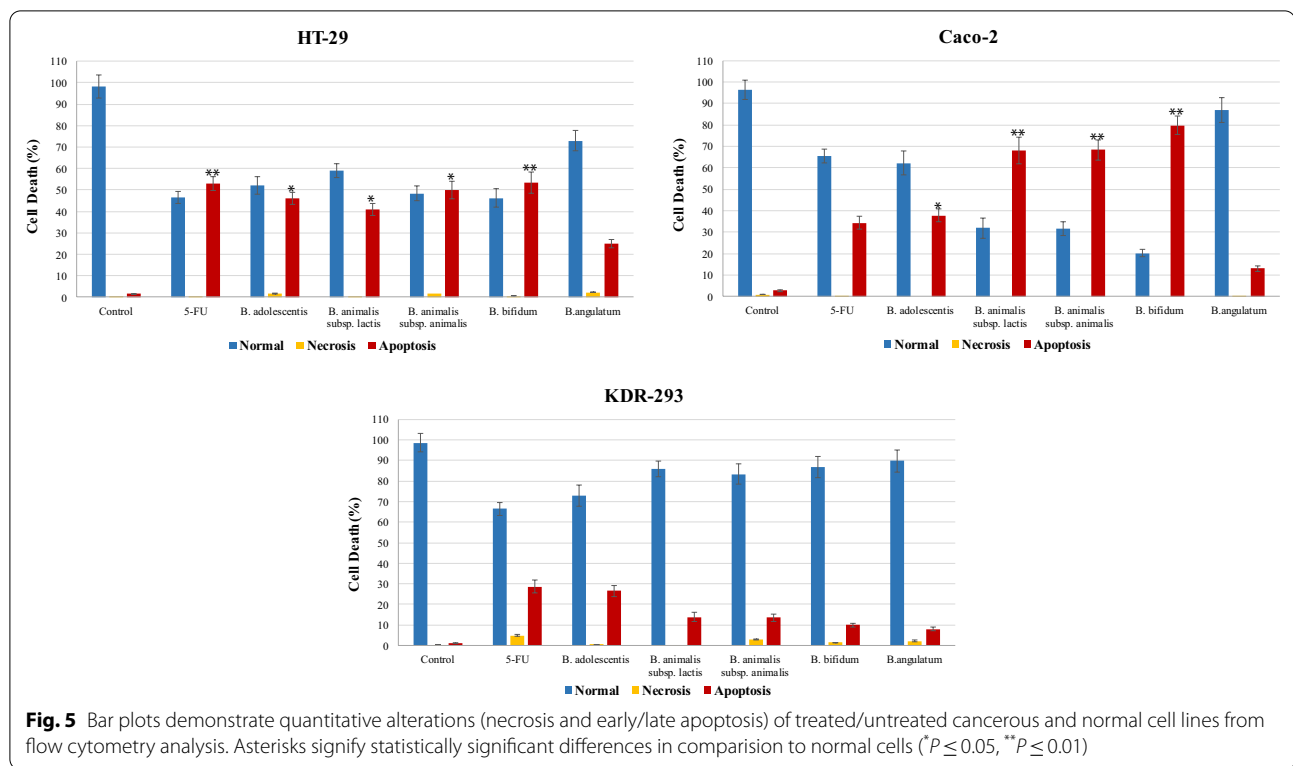 HT-29
110
100
90
80
70
60
50
40
30
20
10
0
Cell Death (%)
**
*
*
*
**
Control
5-FU
B. adolescentis
B. animalis
subsp. lactis
B. animalis
subsp. animalis
B. bifidum
B.angulatum
Normal Necrosis Apoptosis
Caco-2
110
100
90
80
70
60
50
40
30
20
10
0
Cell Death (%)
*
**
**
**
Control
5-FU
B. adolescentis
B. animalis
subsp. lactis
B. animalis
subsp. animalis
B. bifidum
B.angulatum
Normal Necrosis Apoptosis
KDR-293
110
100
90
80
70
60
50
40
30
20
10
0
Cell Death (%)
Control
5-FU
B. adolescentis
B. animalis
subsp. lactis
B. animalis
subsp. animalis
B. bifidum
B.angulatum
Normal Necrosis Apoptosis
Fig. 5 Bar plots demonstrate quantitative alterations (necrosis and early/late apoptosis) of treated/untreated cancerous and normal cell lines from
flow cytometry analysis. Asterisks signify statistically significant differences in comparision to normal cells (*P ≤ 0.05, **P ≤ 0.01)